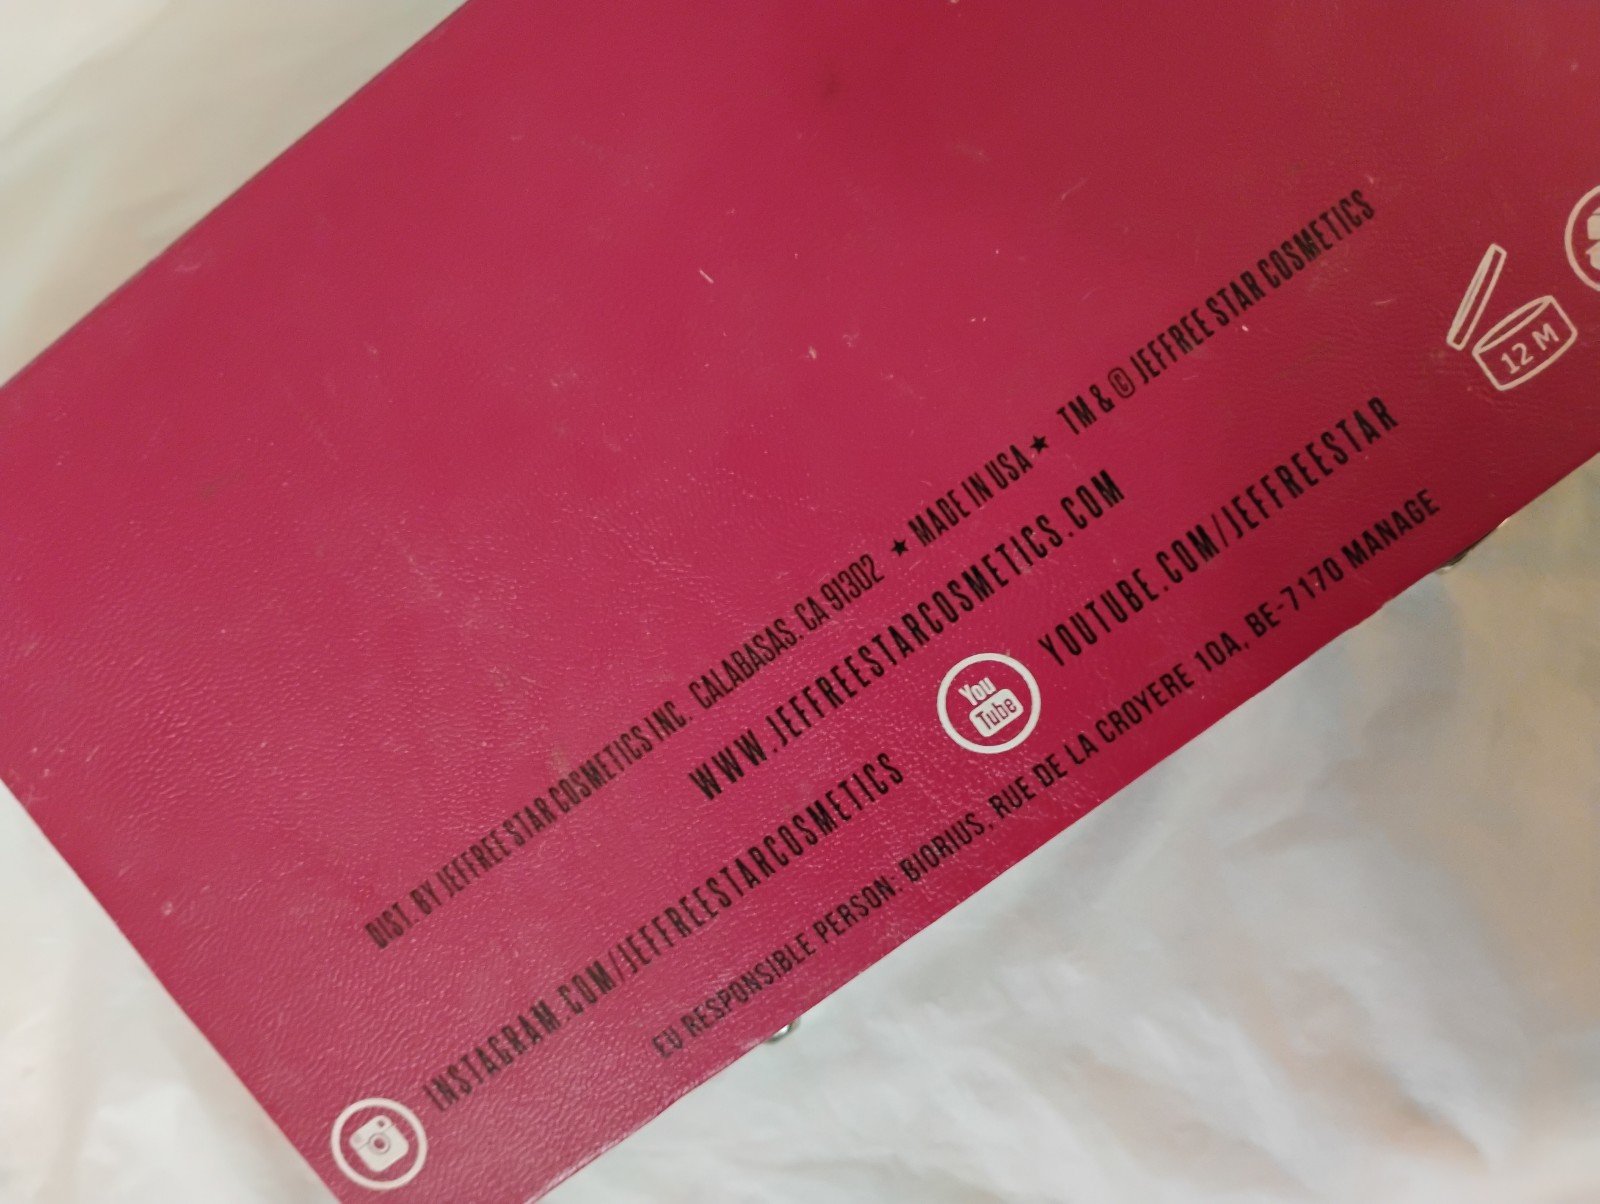 DIST. BY JEFFREE STAR COSMETICS INC. CALABASAS. CA 91302 ★ MADE IN USA ★ TM & © JEFFREE STAR COSMETICS
WWW.JEFFREESTARCOSMETICS.COM
INSTAGRAM.COM/JEFFREESTARCOSMETICS
You Tube
YOUTUBE.COM/JEFFREESTAR
EU RESPONSIBLE PERSON: BIORIUS, RUE DE LA CROYERE 10A, BE-7170 MANAGE
12 M